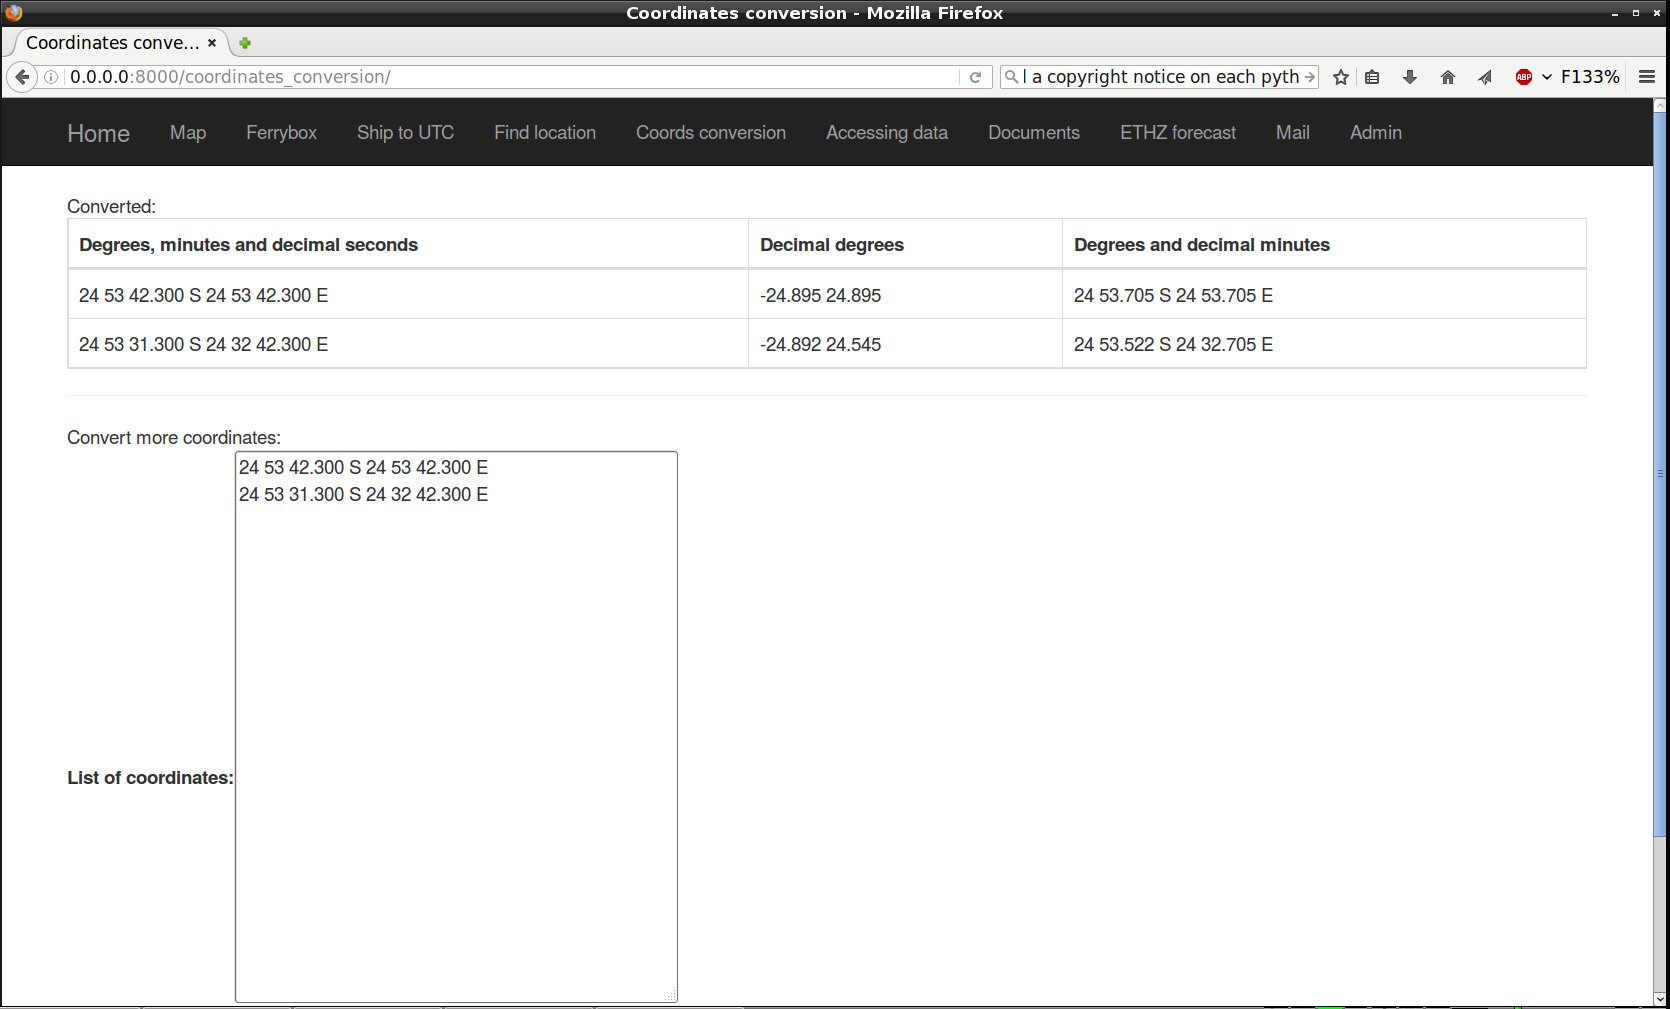 Coordinates conversion - Mozilla Firefox
Coordinates conve...
0.0.0.0:8000/coordinates_conversion/ a copyright notice on each pyth ABP F133%
Home Map Ferrybox Ship to UTC Find location Coords conversion Accessing data Documents ETHZ forecast Mail Admin
Converted:
Degrees, minutes and decimal seconds Decimal degrees Degrees and decimal minutes
24 53 42.300 S 24 53 42.300 E -24.895 24.895 24 53.705 S 24 53.705 E
24 53 31.300 S 24 32 42.300 E -24.892 24.545 24 53.522 S 24 32.705 E
Convert more coordinates:
24 53 42.300 S 24 53 42.300 E
24 53 31.300 S 24 32 42.300 E
List of coordinates: